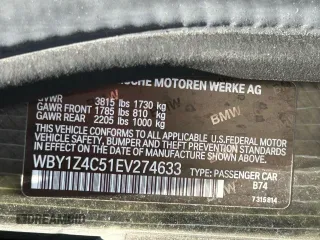 SCHE MOTOREN WERKE AG
GVWR 3815 lbs 1730 kg
GAWR FRONT 1785 lbs 810 kg
GAWR REAR 2205 lbs 1000 kg
BMW
THIS VEHICLE CONFORMS TO ALL APPLICABLE U.S.FEDERAL MOTOR
VEHICLE SAFETY, BUMPER, AND THEFT PREVENTION STANDARDS IN
EFFECT ON THE DATE OF MANUFACTURE SHOWN ABOVE.
WBY1Z4C51EV274633 TYPE: PASSENGER CAR
B74
7315814